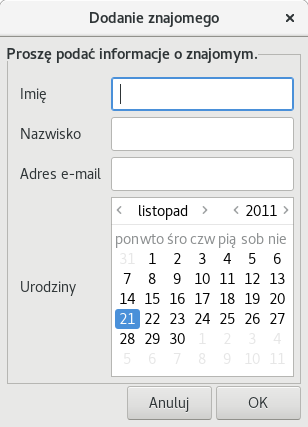 Dodanie znajomego ×
Proszę podać informacje o znajomym.
Imię
Nazwisko
Adres e-mail
< listopad > < 2011 >
pon wto śro czw pią sob nie
31 1 2 3 4 5 6
7 8 9 10 11 12 13
14 15 16 17 18 19 20
Urodziny
21 22 23 24 25 26 27
28 29 30 1 2 3 4
5 6 7 8 9 10 11
Anuluj OK